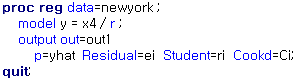 proc reg data=newyork;
model y = x4 / r ;
output out=out1
p=yhat Residual=ei Student=ri Cookd=Ci;
quit;